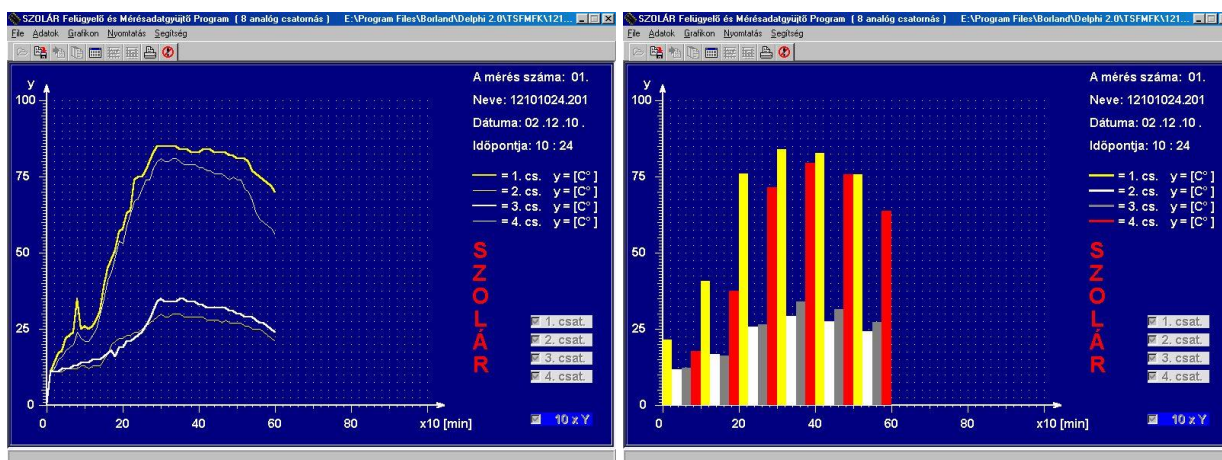 SZOLÁR Felügyelő és Mérésadatgyüjtő Program ( 8 analóg csatornás ) E:\Program Files\Borland\Delphi 2.0\TSFMFK\121...
File Adatok Grafikon Nyomtatás Segítség
y
100
75
50
25
0
0 20 40 60 80 x10 [min]
A mérés száma: 01.
Neve: 12101024.201
Dátuma: 02 .12 .10 .
Időpontja: 10 : 24
= 1. cs. y = [C° ]
= 2. cs. y = [C° ]
= 3. cs. y = [C° ]
= 4. cs. y = [C° ]
S
Z
O
L
Á
R
1. csat.
2. csat.
3. csat.
4. csat.
10 x Y
SZOLÁR Felügyelő és Mérésadatgyüjtő Program ( 8 analóg csatornás ) E:\Program Files\Borland\Delphi 2.0\TSFMFK\121...
File Adatok Grafikon Nyomtatás Segítség
y
100
75
50
25
0
0 20 40 60 80 x10 [min]
A mérés száma: 01.
Neve: 12101024.201
Dátuma: 02 .12 .10 .
Időpontja: 10 : 24
= 1. cs. y = [C° ]
= 2. cs. y = [C° ]
= 3. cs. y = [C° ]
= 4. cs. y = [C° ]
S
Z
O
L
Á
R
1. csat.
2. csat.
3. csat.
4. csat.
10 x Y